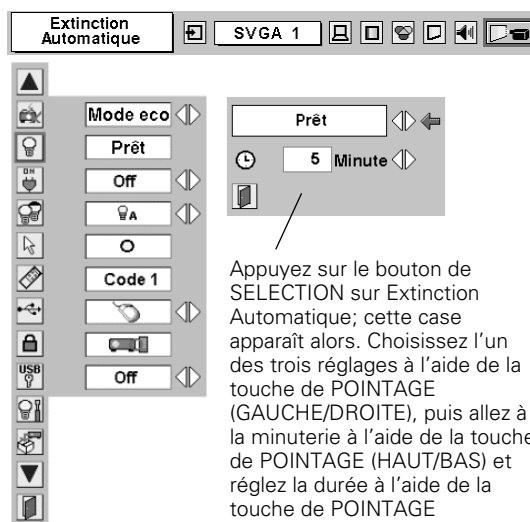 Extinction
Automatique
SVGA 1
Mode eco
Prêt
ON
Off
A
Code 1
USB
Off
Prêt
5 Minute
Appuyez sur le bouton de
SELECTION sur Extinction
Automatique; cette case
apparaît alors. Choisissez l'un
des trois réglages à l'aide de la
touche de POINTAGE
(GAUCHE/DROITE), puis allez à
la minuterie à l'aide de la touche
de POINTAGE (HAUT/BAS) et
réglez la durée à l'aide de la
touche de POINTAGE